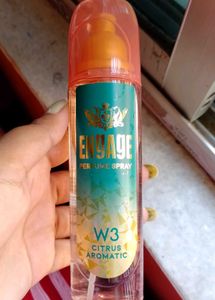 ENGAGE
PERFUME SPRAY
W3
CITRUS
AROMATIC